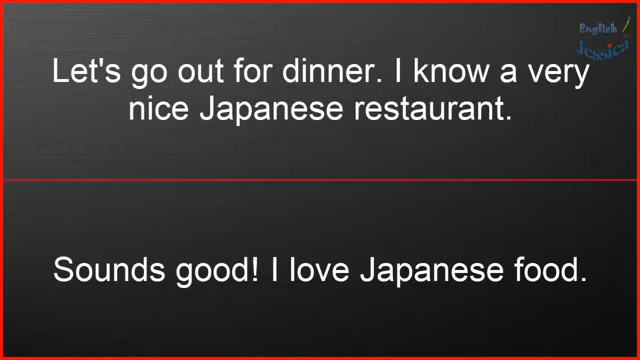 English
Jessica
Let's go out for dinner. I know a very
nice Japanese restaurant.
Sounds good! I love Japanese food.